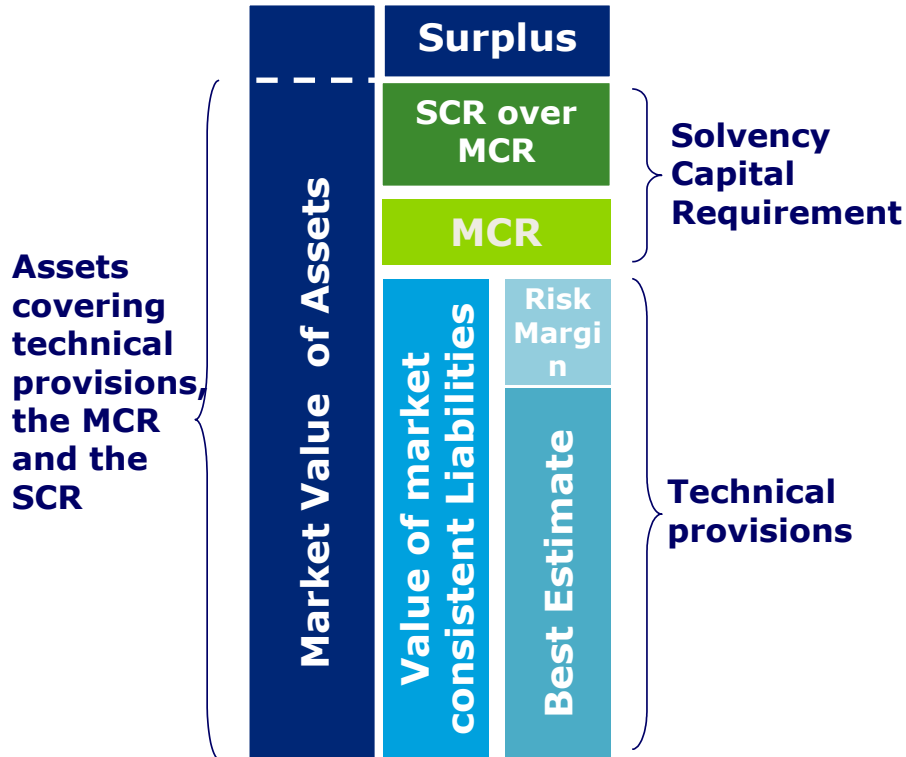 Surplus
SCR over
MCR
Solvency
Capital
Requirement
MCR
Assets
covering
technical
provisions,
the MCR
and the
SCR
Market Value of Assets
Value of market
consistent Liabilities
Risk
Margi
n
Best Estimate
Technical
provisions